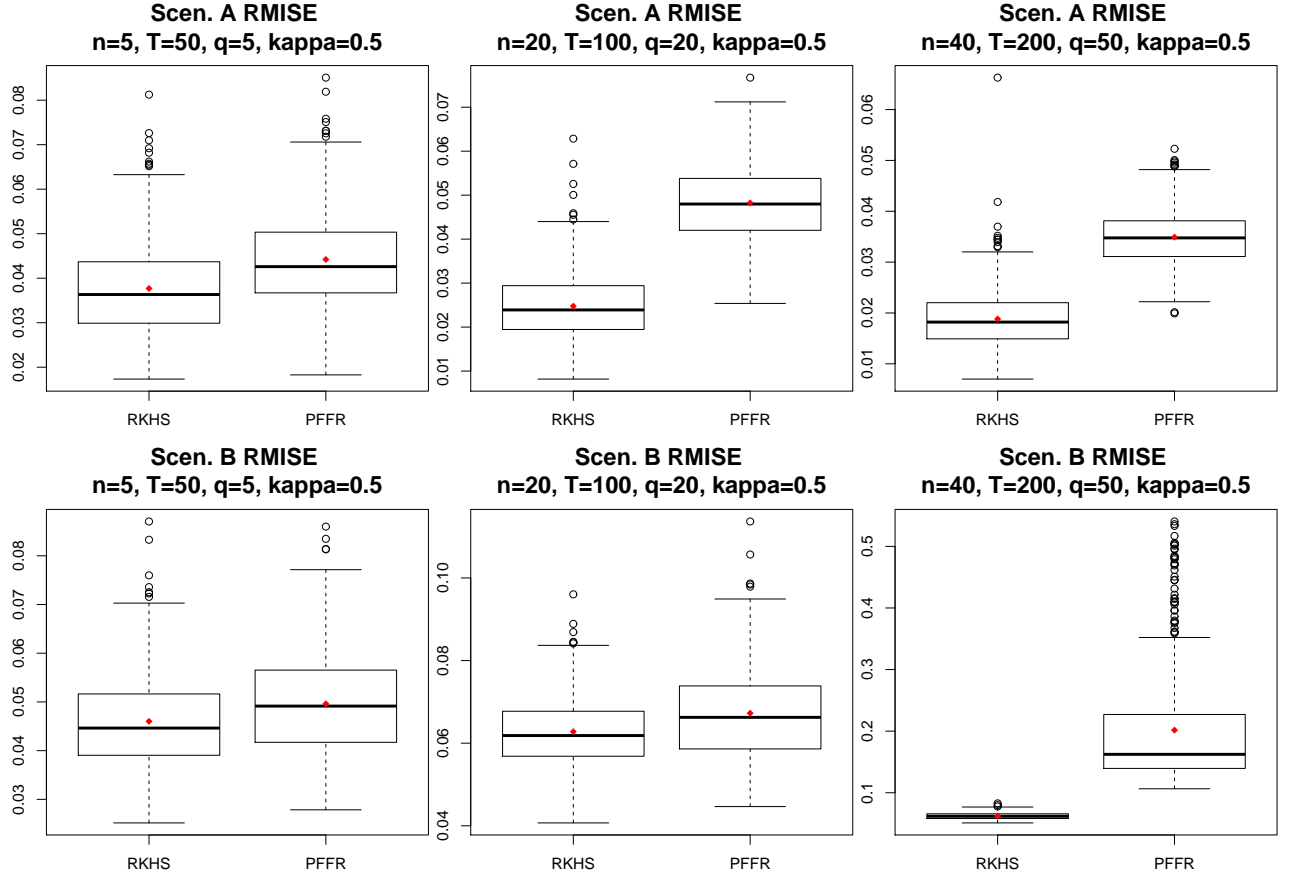 Scen. A RMISE
n=5, T=50, q=5, kappa=0.5
0.08
0.07
0.06
0.05
0.04
0.03
0.02
RKHS
PFFR
Scen. A RMISE
n=20, T=100, q=20, kappa=0.5
0.07
0.06
0.05
0.04
0.03
0.02
0.01
RKHS
PFFR
Scen. A RMISE
n=40, T=200, q=50, kappa=0.5
0.06
0.05
0.04
0.03
0.02
0.01
RKHS
PFFR
Scen. B RMISE
n=5, T=50, q=5, kappa=0.5
0.08
0.07
0.06
0.05
0.04
0.03
RKHS
PFFR
Scen. B RMISE
n=20, T=100, q=20, kappa=0.5
0.10
0.08
0.06
0.04
RKHS
PFFR
Scen. B RMISE
n=40, T=200, q=50, kappa=0.5
0.5
0.4
0.3
0.2
0.1
RKHS
PFFR